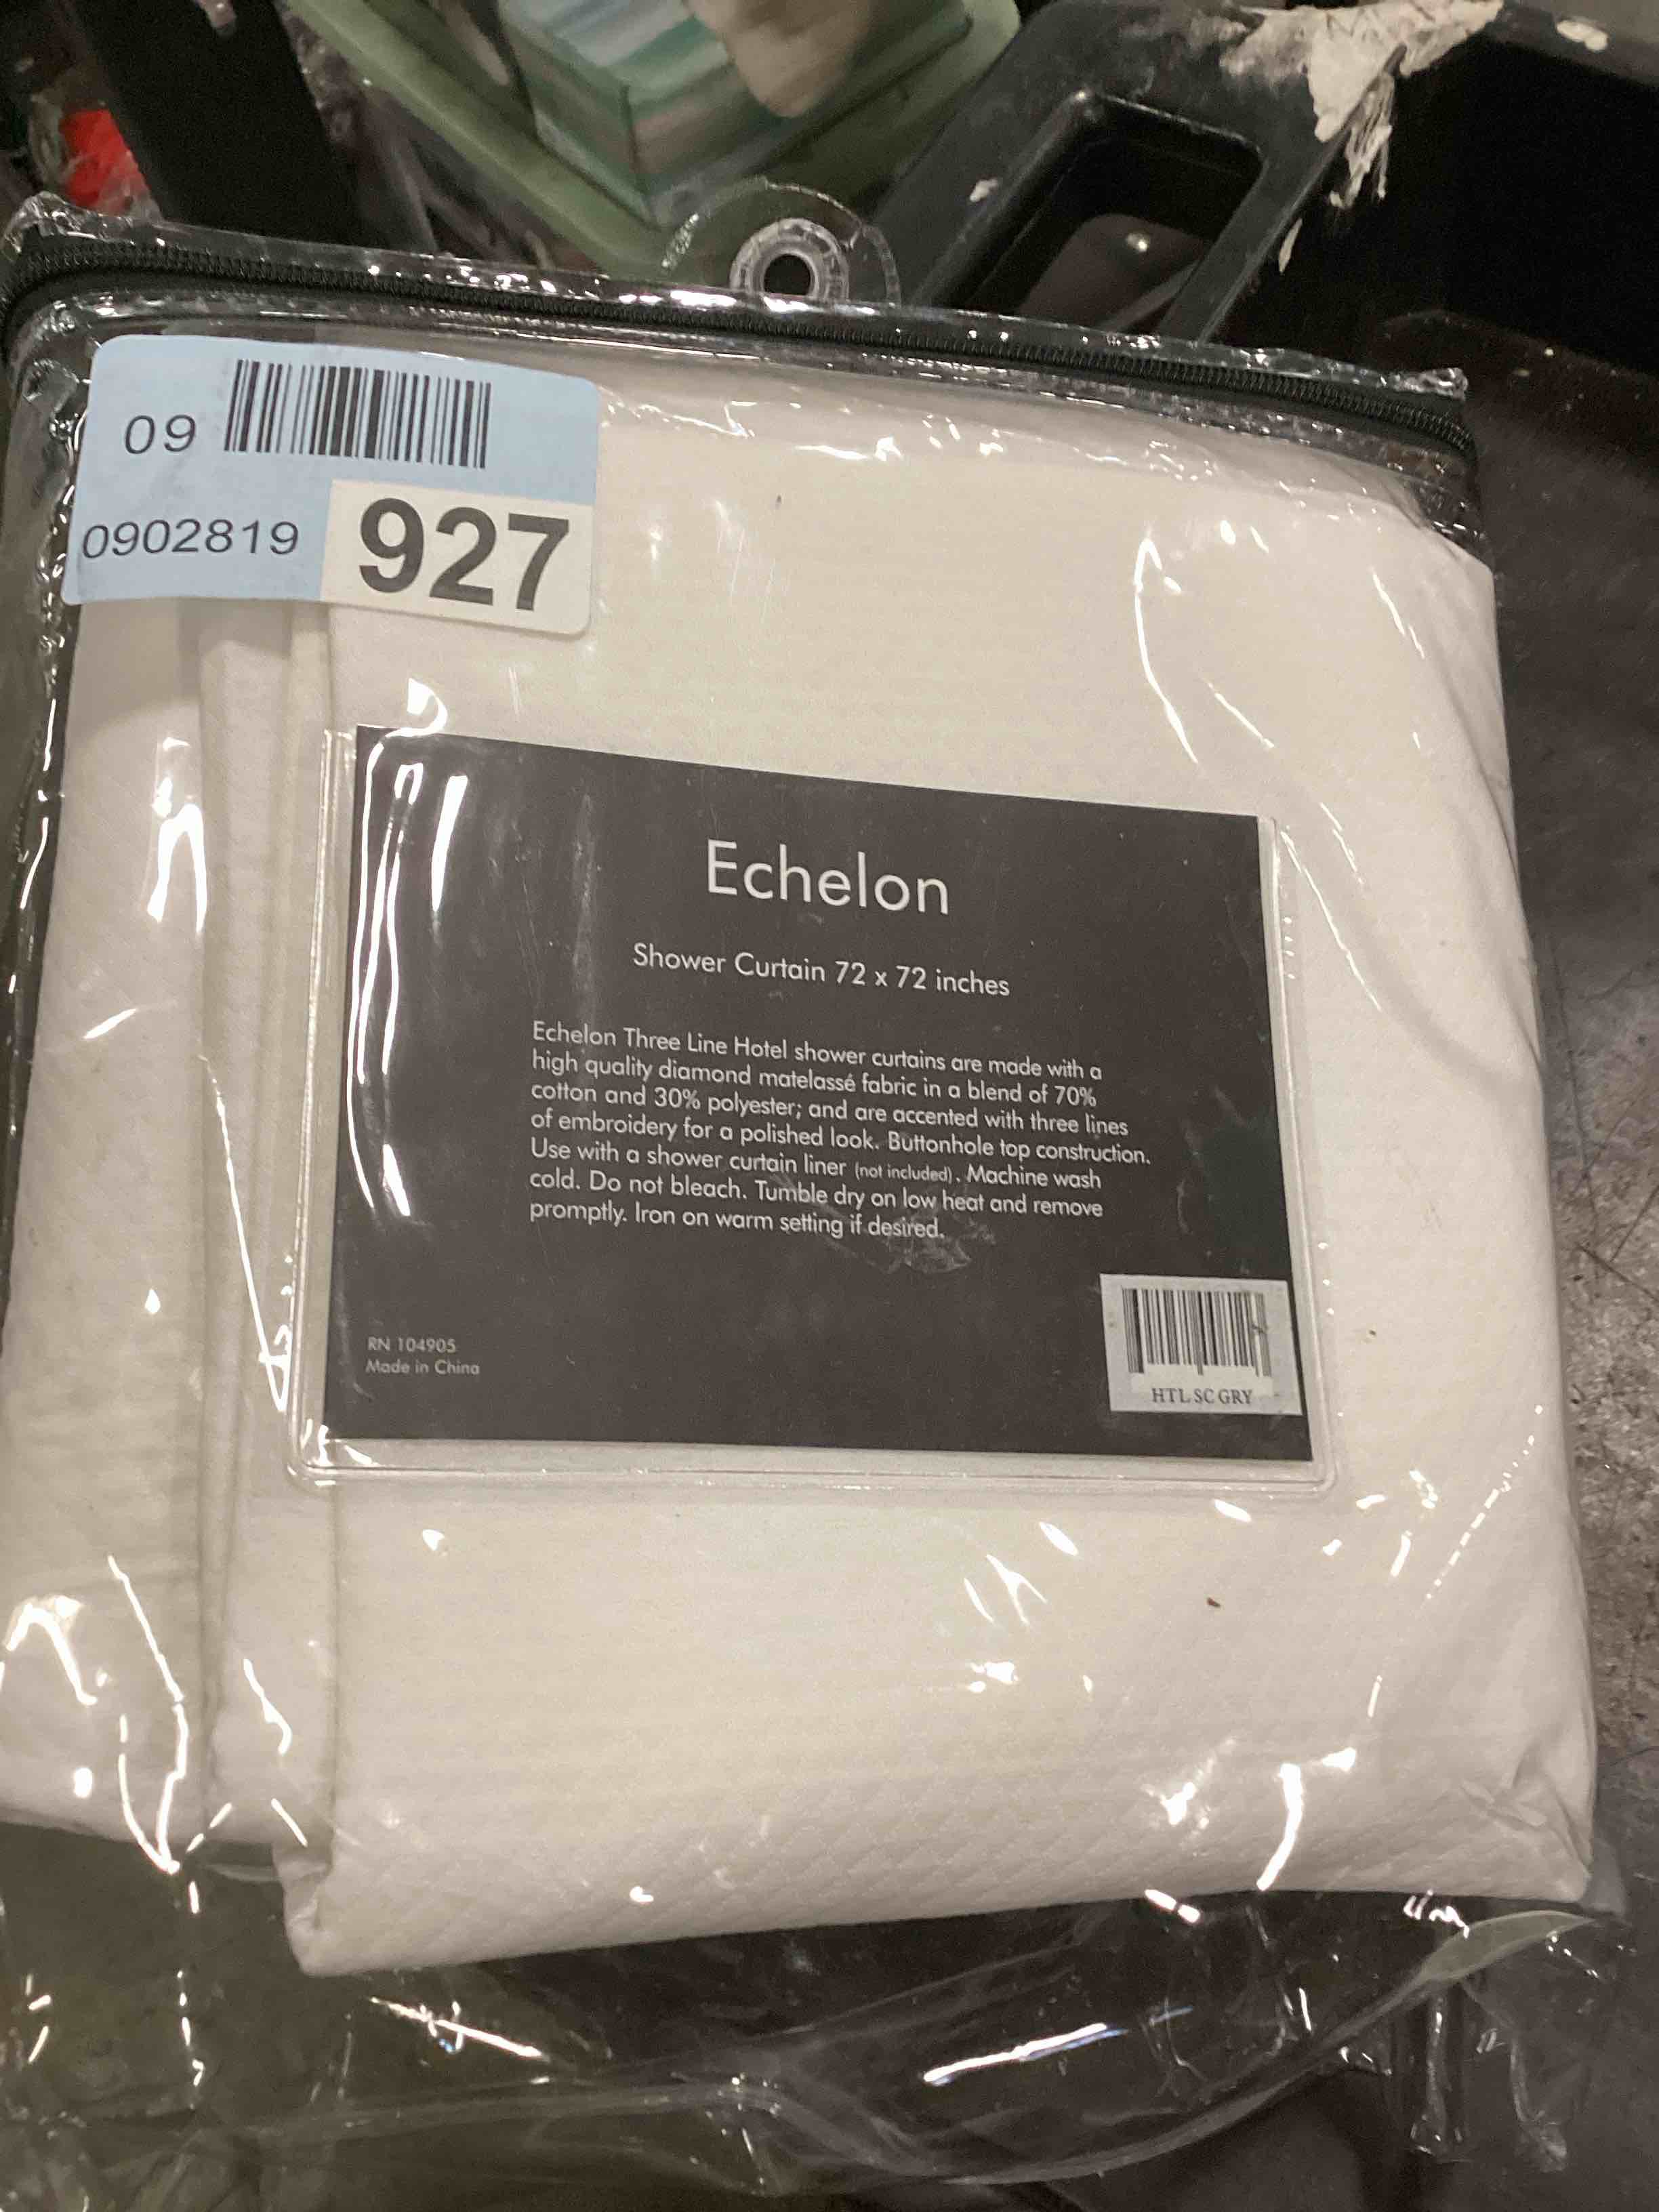 09
0902819
927
Echelon
Shower Curtain 72 x 72 inches
Echelon Three Line Hotel shower curtains are made with a
high quality diamond matelassé fabric in a blend of 70%
cotton and 30% polyester; and are accented with three lines
of embroidery for a polished look. Buttonhole top construction.
Use with a shower curtain liner (not included). Machine wash
cold. Do not bleach. Tumble dry on low heat and remove
promptly. Iron on warm setting if desired.
RN 104905
Made in China
HTL SC GRY